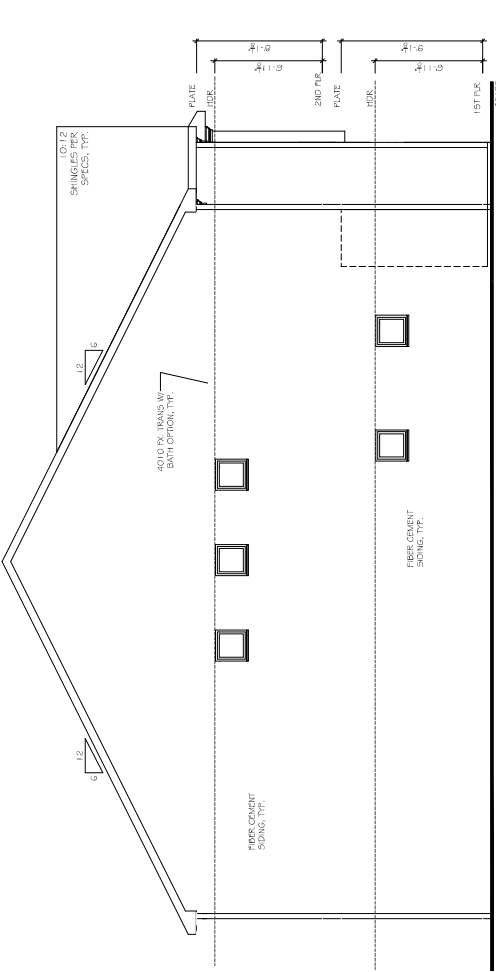 10:12
SHINGLES PER
SPECS, TYP.
12
6
12
6
4010 FX. TRANS W/
BATH OPTION, TYP.
FIBER CEMENT
SIDING, TYP.
FIBER CEMENT
SIDING, TYP.
PLATE
HDR.
2ND FLR.
PLATE
HDR.
1ST FLR.